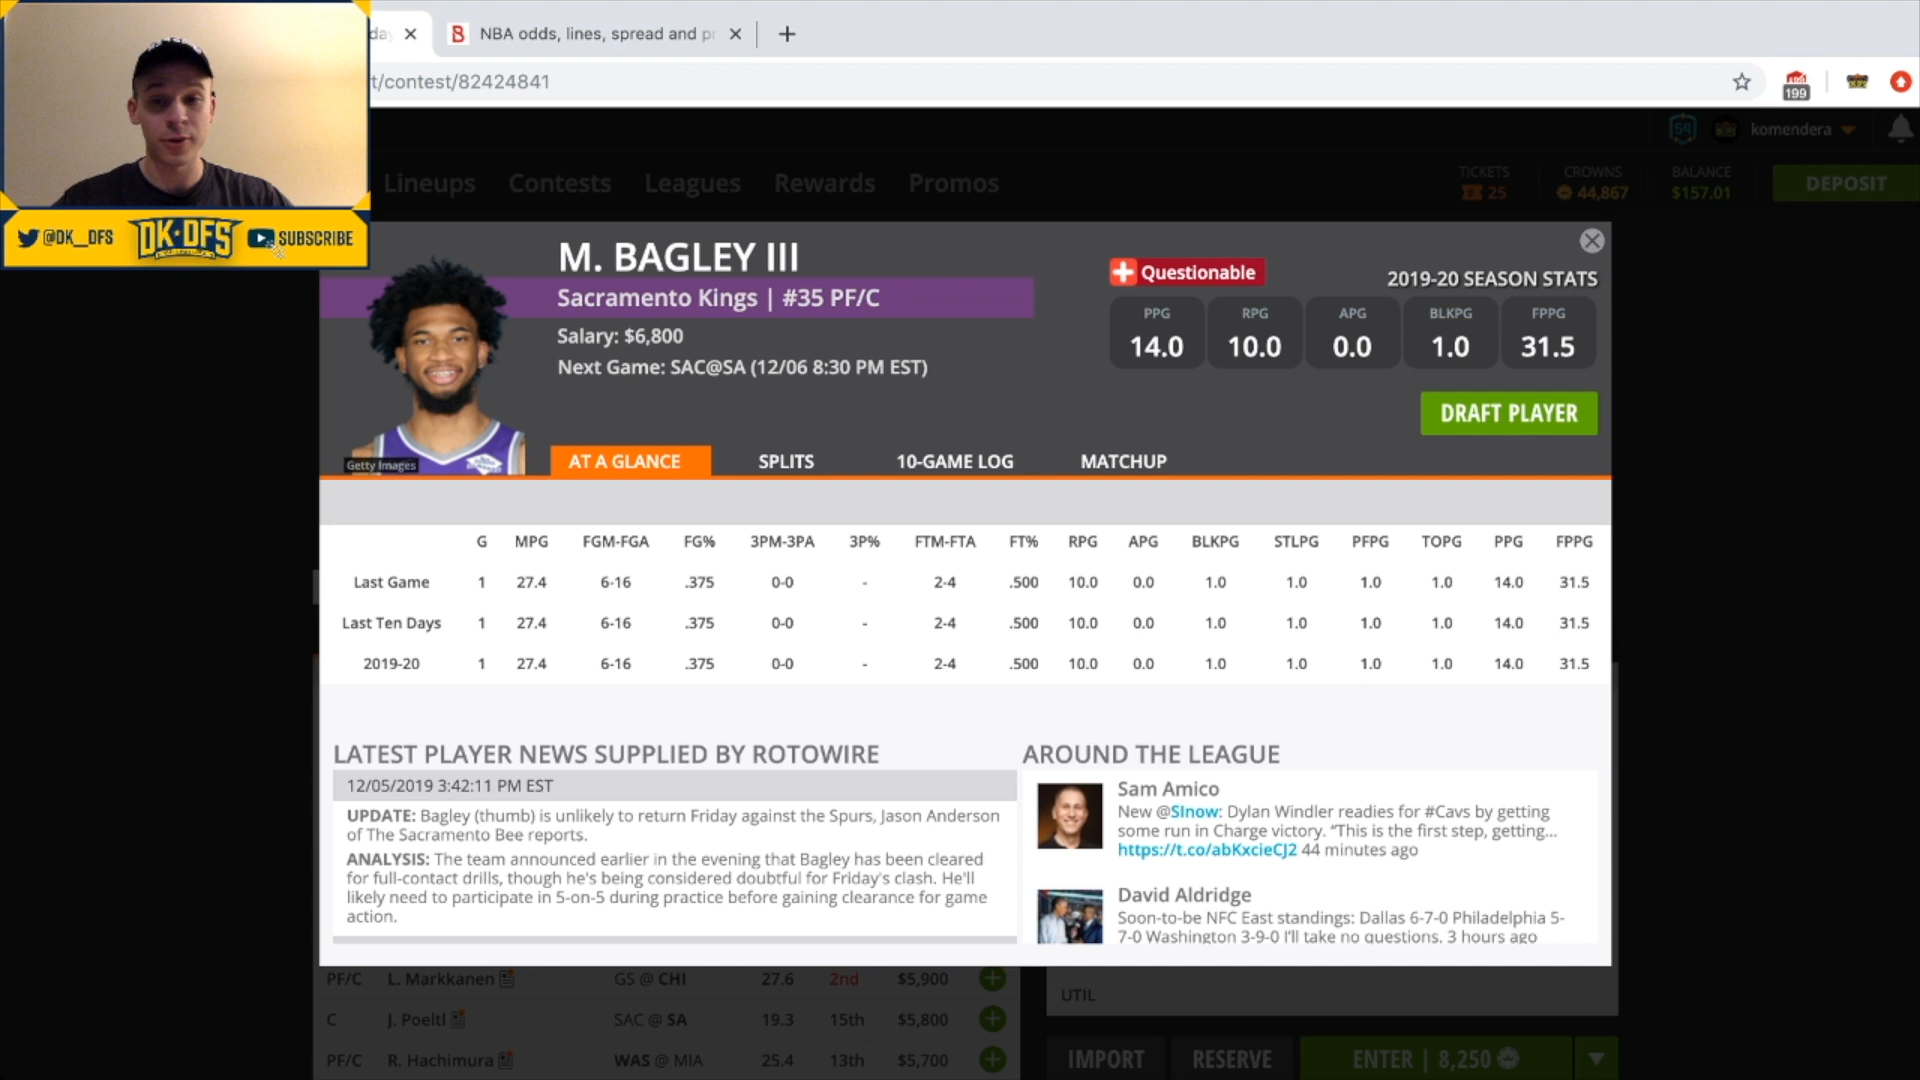 NBA odds, lines, spread and pr
t/contest/82424841
199
54
komendera
Lineups
Contests
Leagues
Rewards
Promos
TICKETS
25
CROWNS
44,867
BALANCE
$157.01
DEPOSIT
@DK__DFS
DK★DFS
SUBSCRIBE
M. BAGLEY III
Sacramento Kings | #35 PF/C
Salary: $6,800
Next Game: SAC@SA (12/06 8:30 PM EST)
Questionable
2019-20 SEASON STATS
PPG RPG APG BLKPG FPPG
14.0 10.0 0.0 1.0 31.5
DRAFT PLAYER
Getty Images
AT A GLANCE SPLITS 10-GAME LOG MATCHUP
G MPG FGM-FGA FG% 3PM-3PA 3P% FTM-FTA FT% RPG APG BLKPG STLPG PFPG TOPG PPG FPPG
Last Game 1 27.4 6-16 .375 0-0 - 2-4 .500 10.0 0.0 1.0 1.0 1.0 1.0 14.0 31.5
Last Ten Days 1 27.4 6-16 .375 0-0 - 2-4 .500 10.0 0.0 1.0 1.0 1.0 1.0 14.0 31.5
2019-20 1 27.4 6-16 .375 0-0 - 2-4 .500 10.0 0.0 1.0 1.0 1.0 1.0 14.0 31.5
LATEST PLAYER NEWS SUPPLIED BY ROTOWIRE
12/05/2019 3:42:11 PM EST
UPDATE: Bagley (thumb) is unlikely to return Friday against the Spurs, Jason Anderson
of The Sacramento Bee reports.
ANALYSIS: The team announced earlier in the evening that Bagley has been cleared
for full-contact drills, though he's being considered doubtful for Friday's clash. He'll
likely need to participate in 5-on-5 during practice before gaining clearance for game
action.
AROUND THE LEAGUE
Sam Amico
New @SInow: Dylan Windler readies for #Cavs by getting
some run in Charge victory. “This is the first step, getting...
https://t.co/abKxcieCJ2 44 minutes ago
David Aldridge
Soon-to-be NFC East standings: Dallas 6-7-0 Philadelphia 5-
7-0 Washington 3-9-0 I'll take no questions. 3 hours ago
PF/C L. Markkanen GS @ CHI 27.6 2nd $5,900
C J. Poeltl SAC @ SA 19.3 15th $5,800
PF/C R. Hachimura WAS @ MIA 25.4 13th $5,700
UTIL
IMPORT
RESERVE
ENTER | 8,250